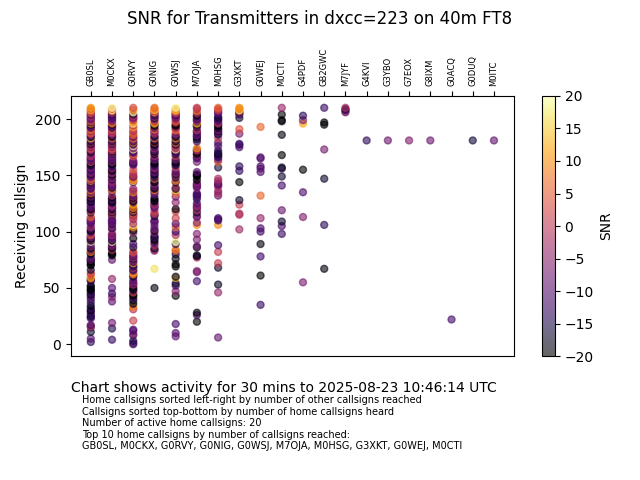 SNR for Transmitters in dxcc=223 on 40m FT8
GB0SL M0CKX G0RVY G0NIG G0WSJ M7OJA M0HSG G3XKT G0WEJ M0CTI G4PDF GB2GWC M7JYF G4KVI G3YBO G7EOX G8IXM G0ACQ G0DUQ M0ITC
200
150
100
50
0
Receiving callsign
20
15
10
5
0
−5
−10
−15
−20
SNR
Chart shows activity for 30 mins to 2025-08-23 10:46:14 UTC
Home callsigns sorted left-right by number of other callsigns reached
Callsigns sorted top-bottom by number of home callsigns heard
Number of active home callsigns: 20
Top 10 home callsigns by number of callsigns reached:
GB0SL, M0CKX, G0RVY, G0NIG, G0WSJ, M7OJA, M0HSG, G3XKT, G0WEJ, M0CTI